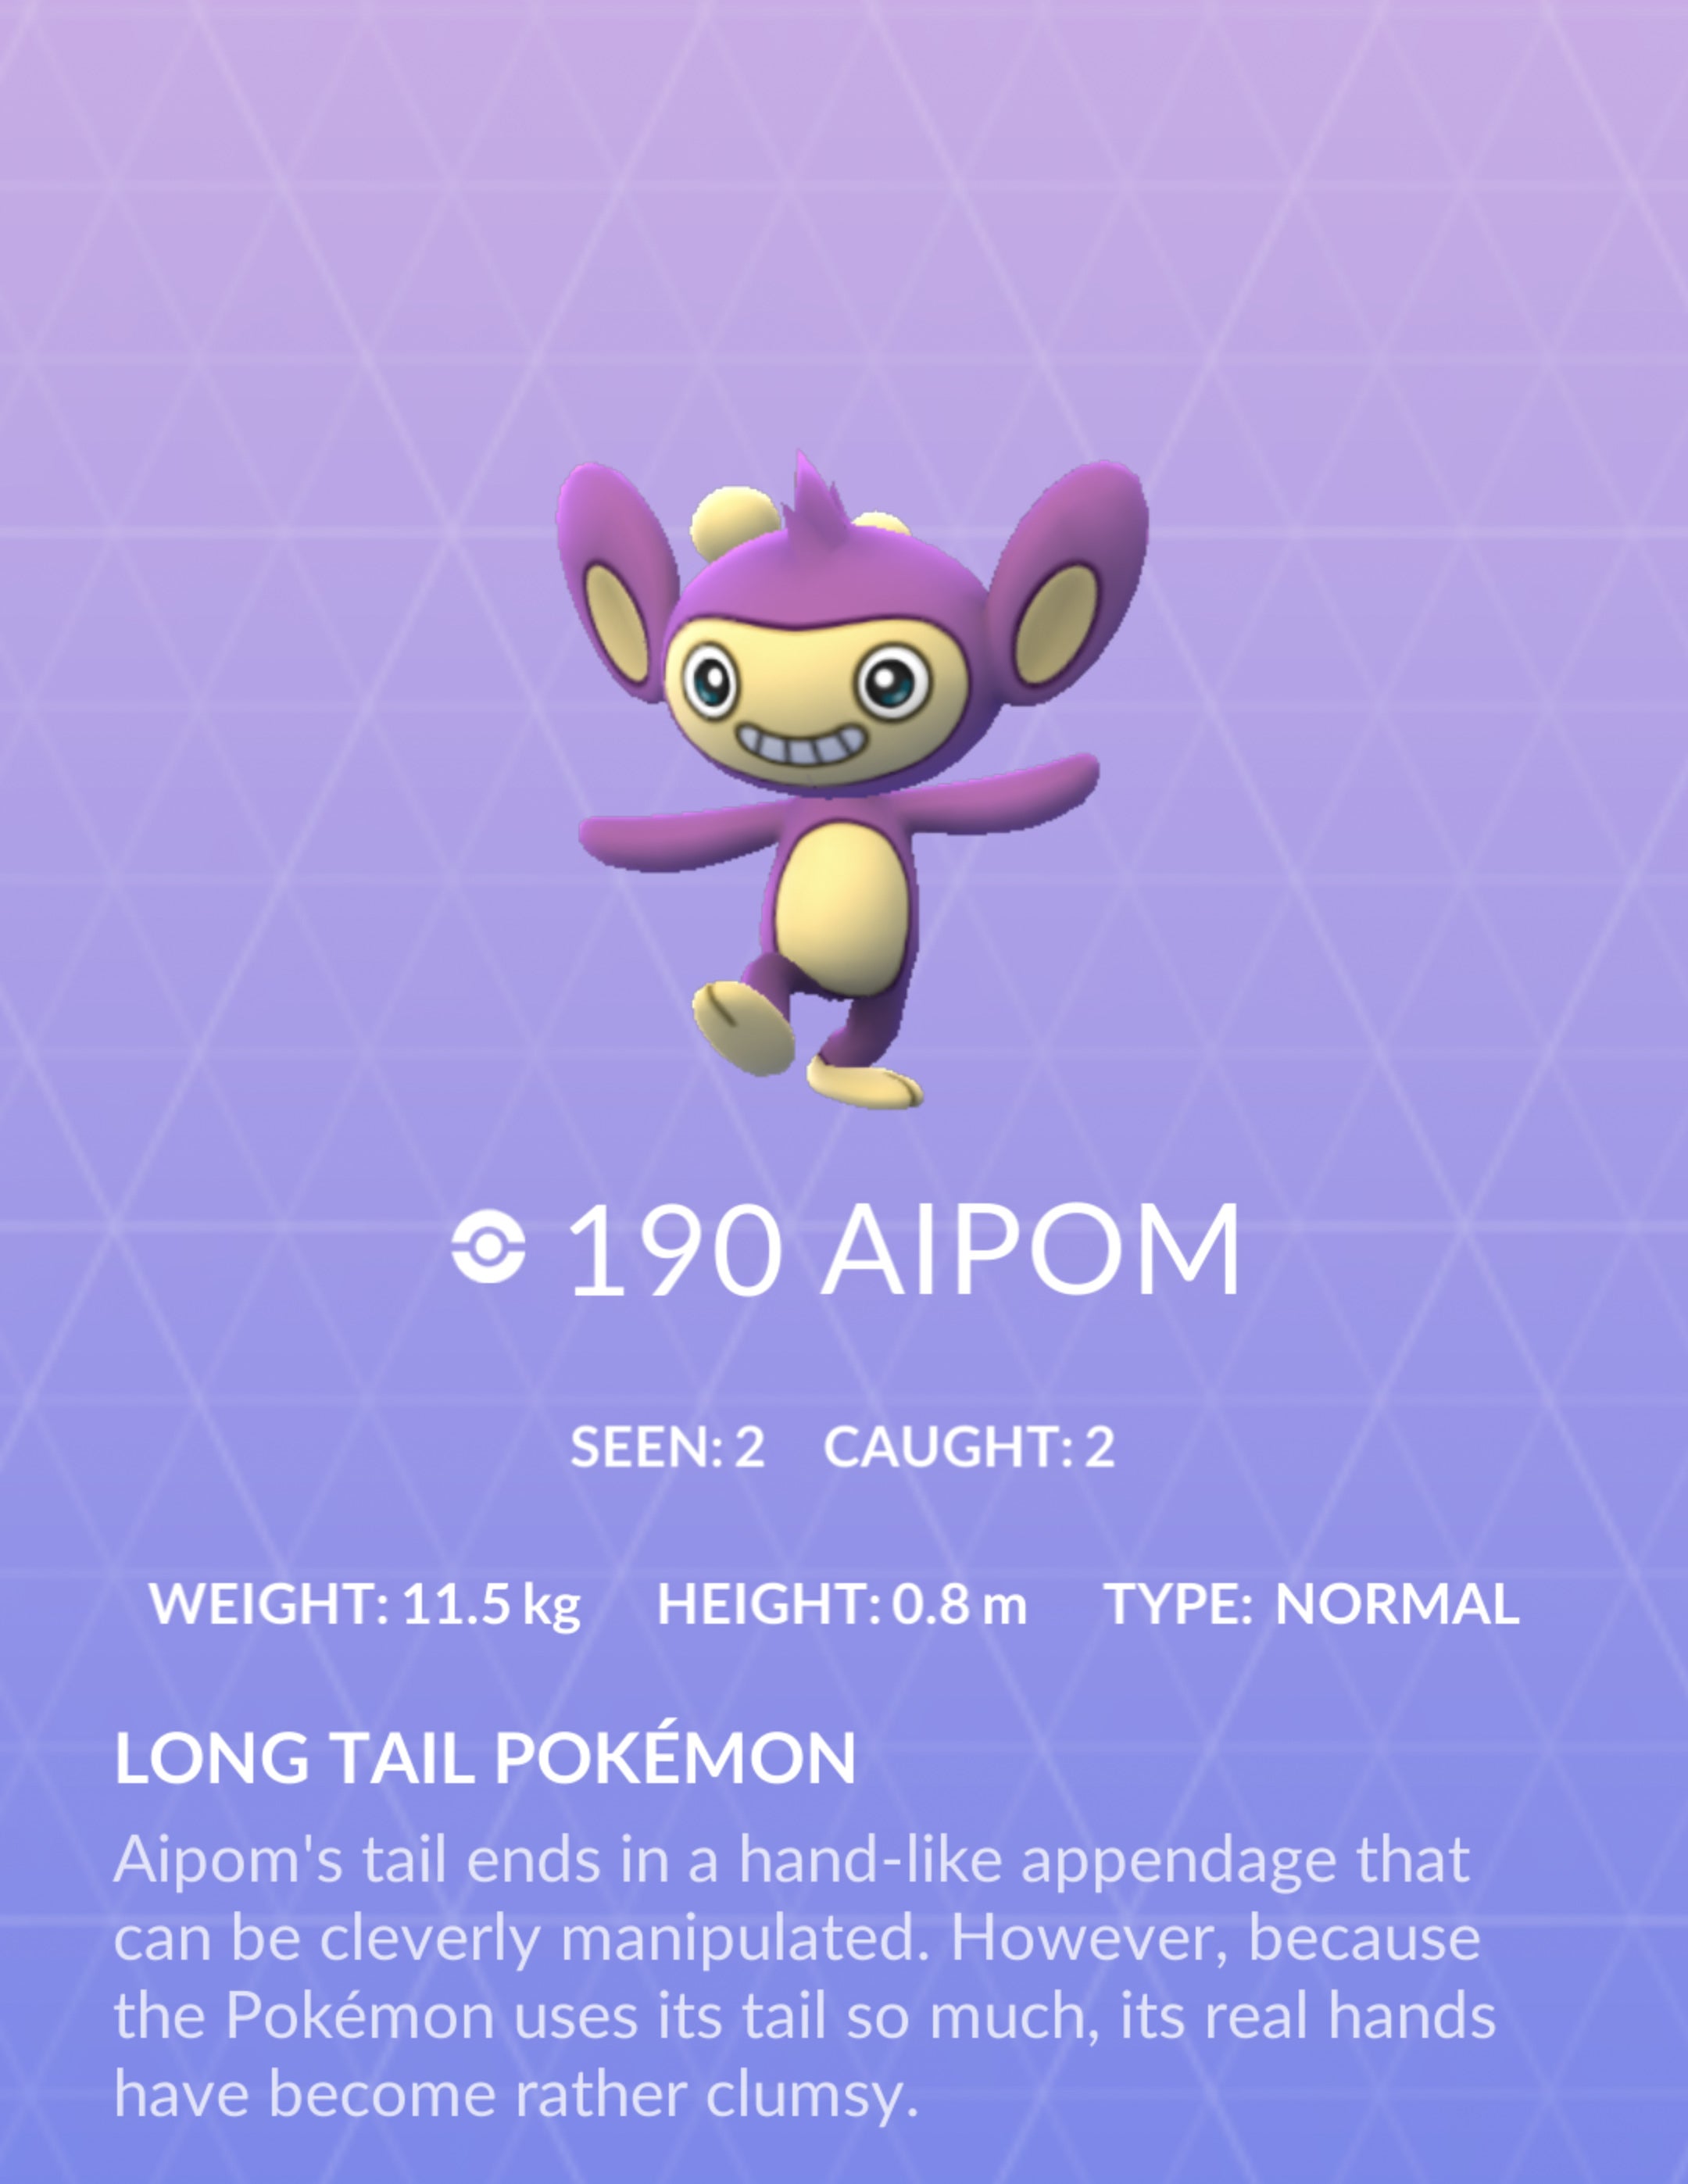 190 AIPOM
SEEN: 2 CAUGHT: 2
WEIGHT: 11.5 kg HEIGHT: 0.8 m TYPE: NORMAL
LONG TAIL POKÉMON
Aipom's tail ends in a hand-like appendage that
can be cleverly manipulated. However, because
the Pokémon uses its tail so much, its real hands
have become rather clumsy.